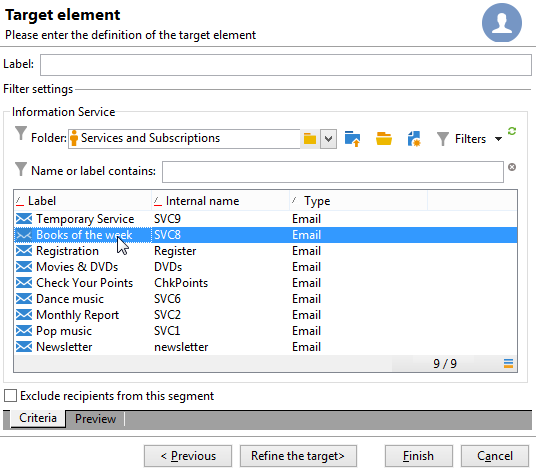 Target element
Please enter the definition of the target element
Label:
Filter settings
Information Service
Folder: Services and Subscriptions Filters
Name or label contains:
Label Internal name Type
Temporary Service SVC9 Email
Books of the week SVC8 Email
Registration Register Email
Movies & DVDs DVDs Email
Check Your Points ChkPoints Email
Dance music SVC6 Email
Monthly Report SVC2 Email
Pop music SVC1 Email
Newsletter newsletter Email
9 / 9
Exclude recipients from this segment
Criteria Preview
< Previous Refine the target> Finish Cancel